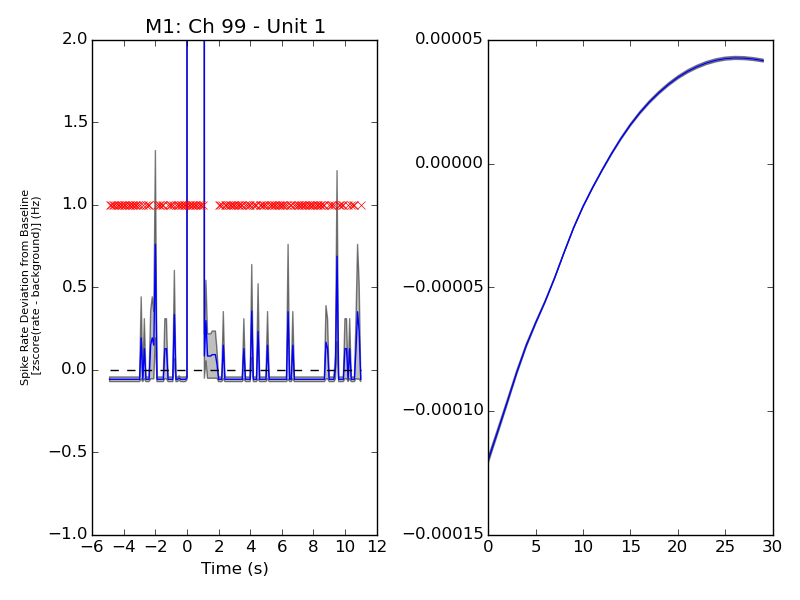 M1: Ch 99 - Unit 1
2.0
1.5
1.0
0.5
0.0
−0.5
−1.0
Spike Rate Deviation from Baseline
[zscore(rate - background)] (Hz)
−6 −4 −2 0 2 4 6 8 10 12
Time (s)
0.00005
0.00000
−0.00005
−0.00010
−0.00015
0 5 10 15 20 25 30